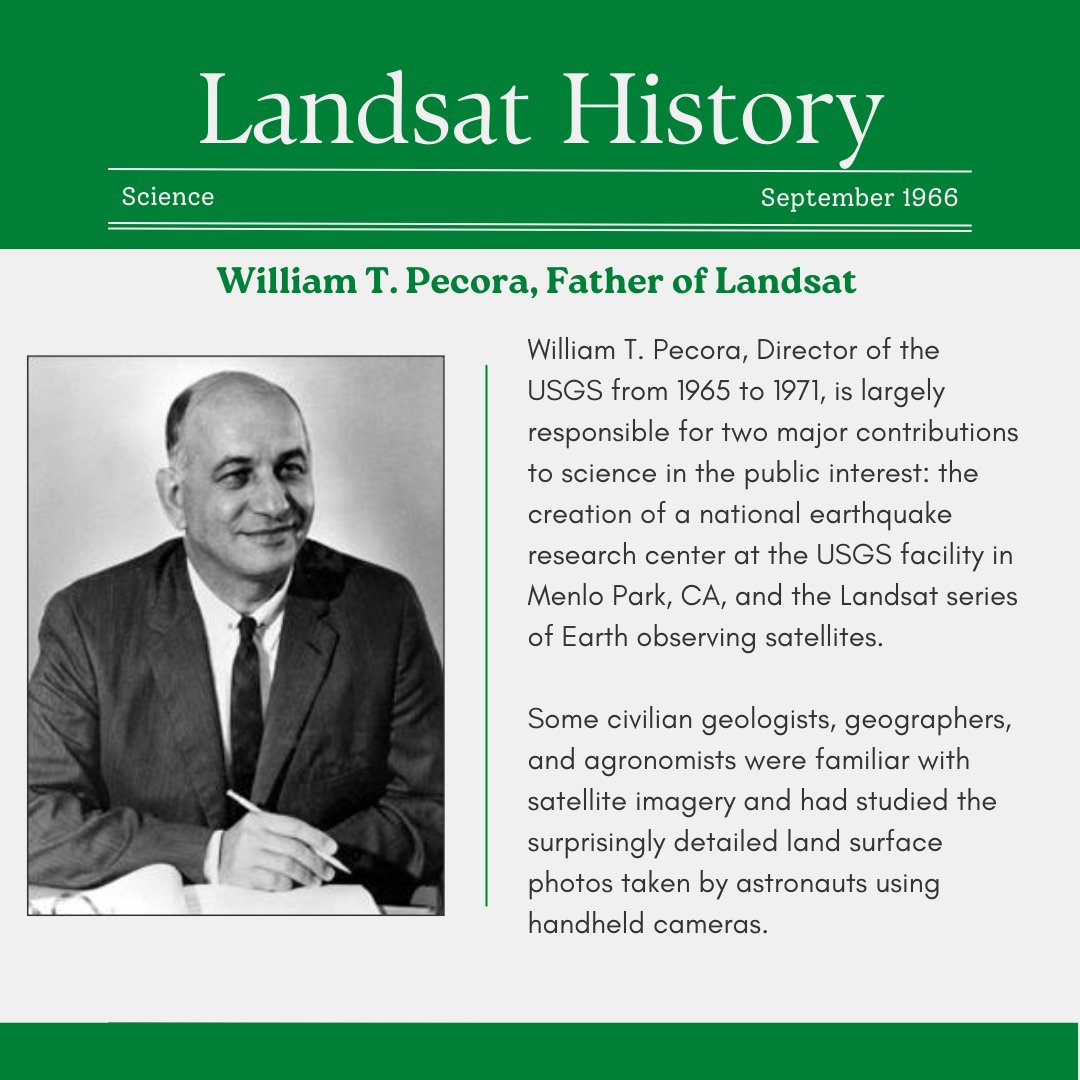 Landsat History
Science
September 1966
William T. Pecora, Father of Landsat
William T. Pecora, Director of the
USGS from 1965 to 1971, is largely
responsible for two major contributions
to science in the public interest: the
creation of a national earthquake
research center at the USGS facility in
Menlo Park, CA, and the Landsat series
of Earth observing satellites.
Some civilian geologists, geographers,
and agronomists were familiar with
satellite imagery and had studied the
surprisingly detailed land surface
photos taken by astronauts using
handheld cameras.